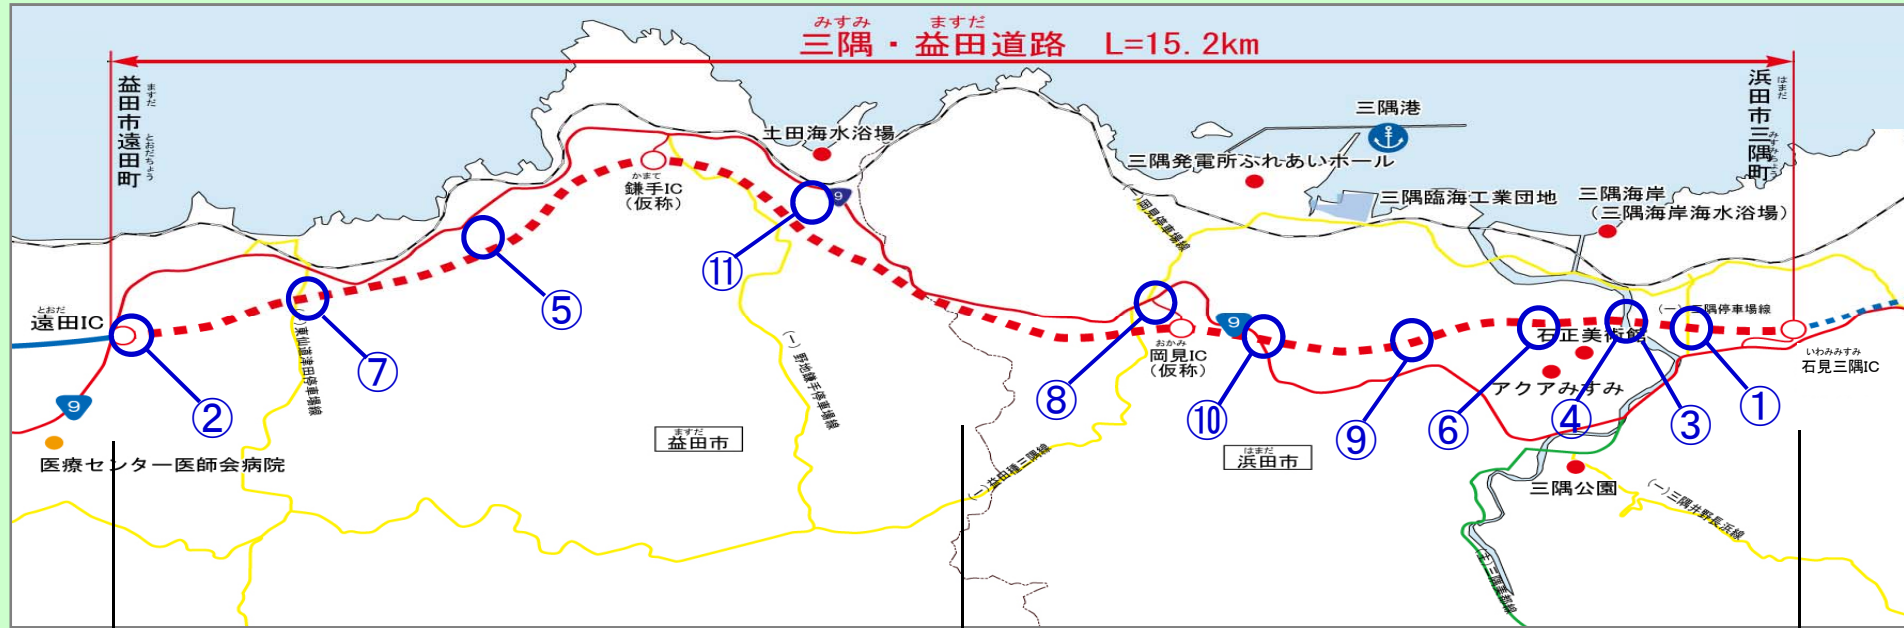 みすみ ますだ
三隅・益田道路 L=15.2km
益田市遠田町
ますだ
とおだちょう
浜田市三隅町
はまだ
みすみちょう
三隅港
土田海水浴場
三隅発電所ふれあいホール
鎌手IC
かまて
(仮称)
9
三隅臨海工業団地
三隅海岸
(三隅海岸海水浴場)
(一)岡見停車場線
⑪
⑤
とおだ
遠田IC
(一)東仙道津田停車場線
⑦
②
9
医療センター医師会病院
(一)野地鎌手停車場線
ますだ
益田市
⑧
おかみ
岡見IC
(仮称)
9
⑩
⑨
⑥
④
③
①
石正美術館
アクアみすみ
(一)三隅停車場線
いわみみすみ
石見三隅IC
はまだ
浜田市
(一)益田種三隅線
三隅公園
(一)三隅井野長浜線
(主)三隅美都線